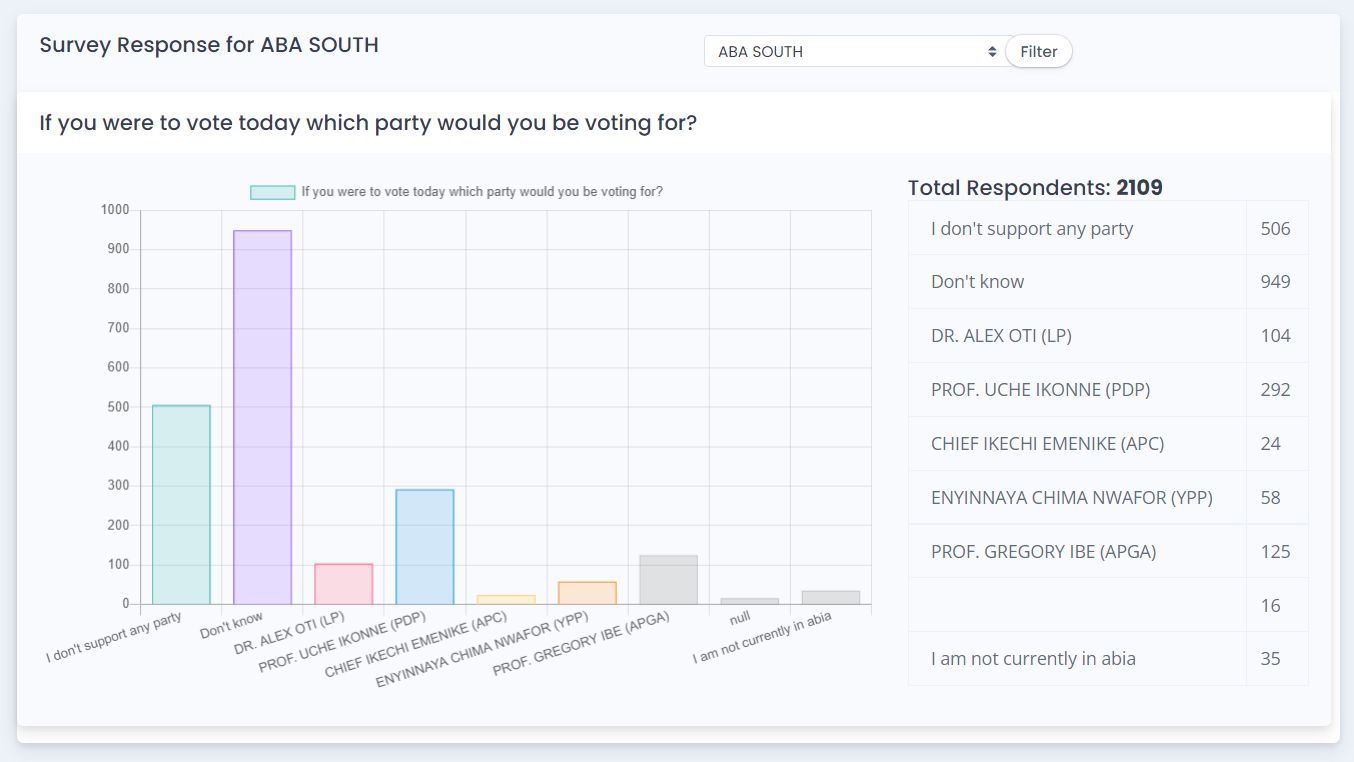 Survey Response for ABA SOUTH
ABA SOUTH
Filter
If you were to vote today which party would you be voting for?
If you were to vote today which party would you be voting for?
1000
900
800
700
600
500
400
300
200
100
0
I don't support any party
Don't know
DR. ALEX OTI (LP)
PROF. UCHE IKONNE (PDP)
CHIEF IKECHI EMENIKE (APC)
ENYINNAYA CHIMA NWAFOR (YPP)
PROF. GREGORY IBE (APGA)
null
I am not currently in abia
Total Respondents: 2109
I don't support any party 506
Don't know 949
DR. ALEX OTI (LP) 104
PROF. UCHE IKONNE (PDP) 292
CHIEF IKECHI EMENIKE (APC) 24
ENYINNAYA CHIMA NWAFOR (YPP) 58
PROF. GREGORY IBE (APGA) 125
16
I am not currently in abia 35